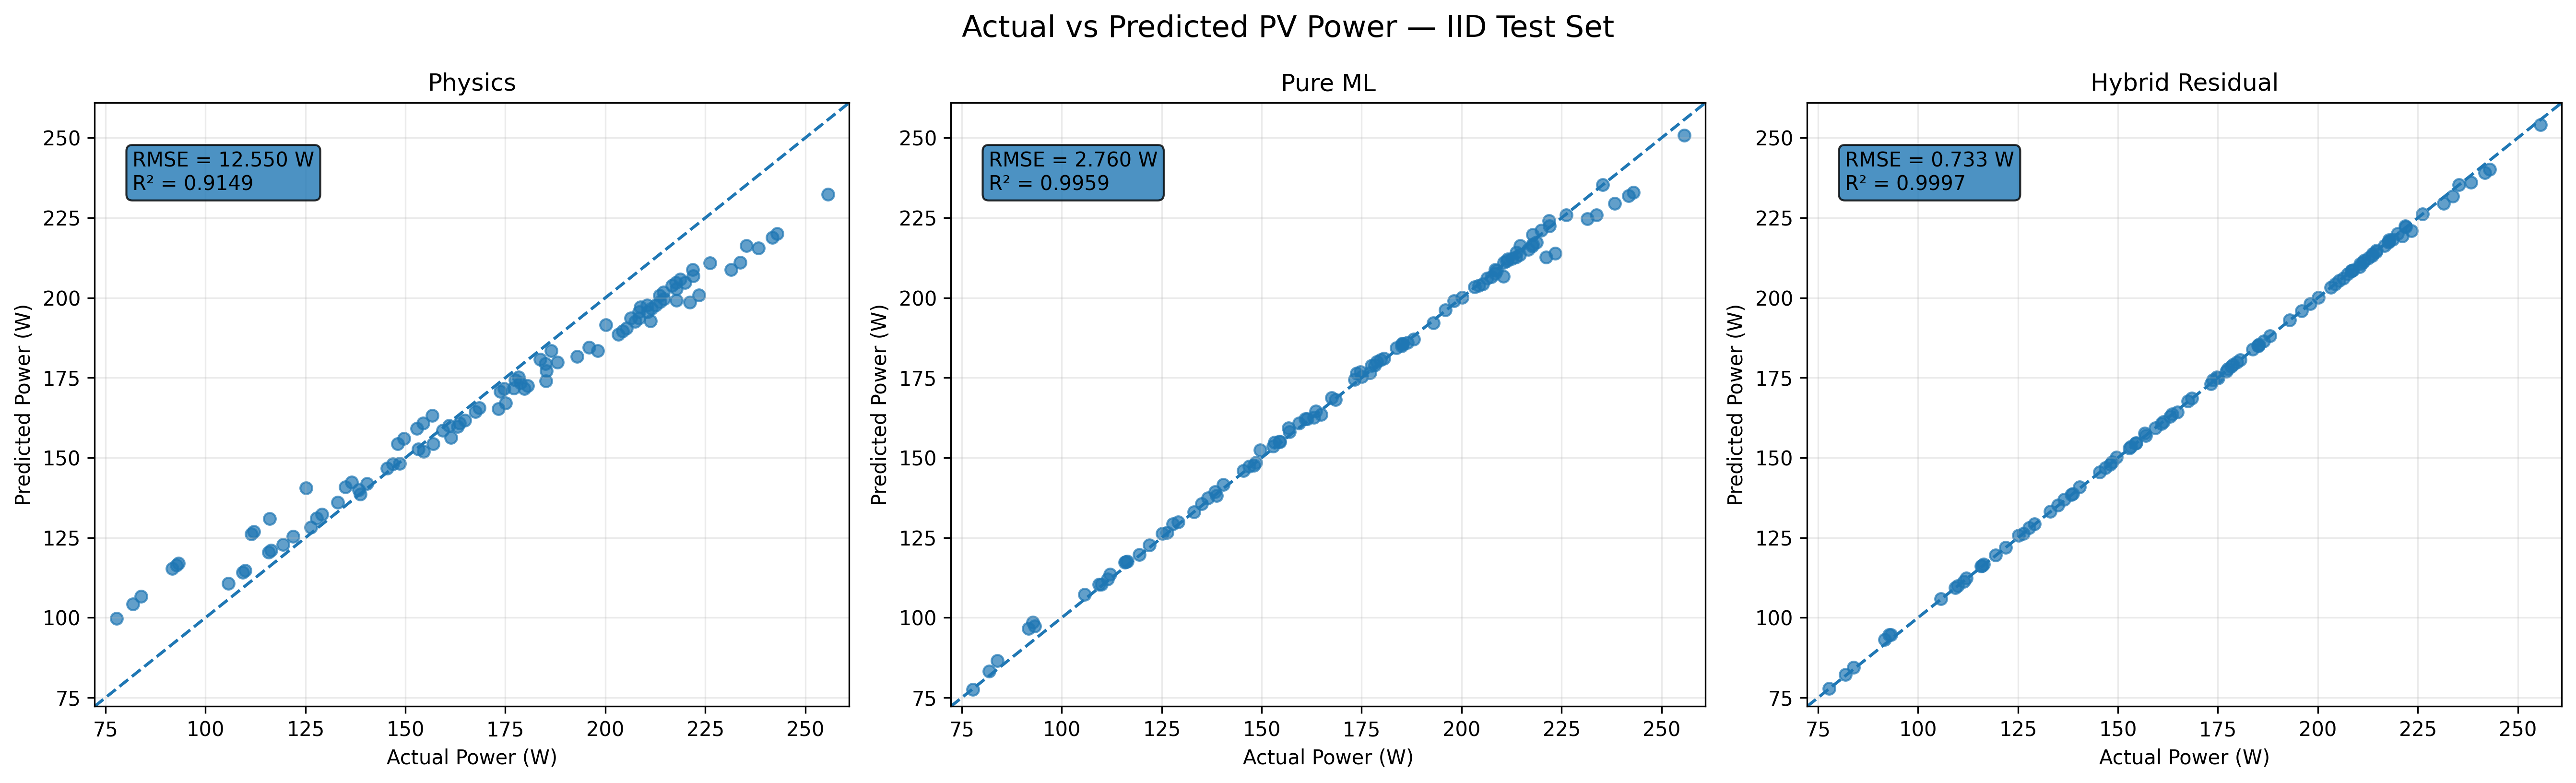 Actual vs Predicted PV Power — IID Test Set
Physics
RMSE = 12.550 W
R² = 0.9149
Predicted Power (W)
250
225
200
175
150
125
100
75
75 100 125 150 175 200 225 250
Actual Power (W)
Pure ML
RMSE = 2.760 W
R² = 0.9959
Predicted Power (W)
250
225
200
175
150
125
100
75
75 100 125 150 175 200 225 250
Actual Power (W)
Hybrid Residual
RMSE = 0.733 W
R² = 0.9997
Predicted Power (W)
250
225
200
175
150
125
100
75
75 100 125 150 175 200 225 250
Actual Power (W)